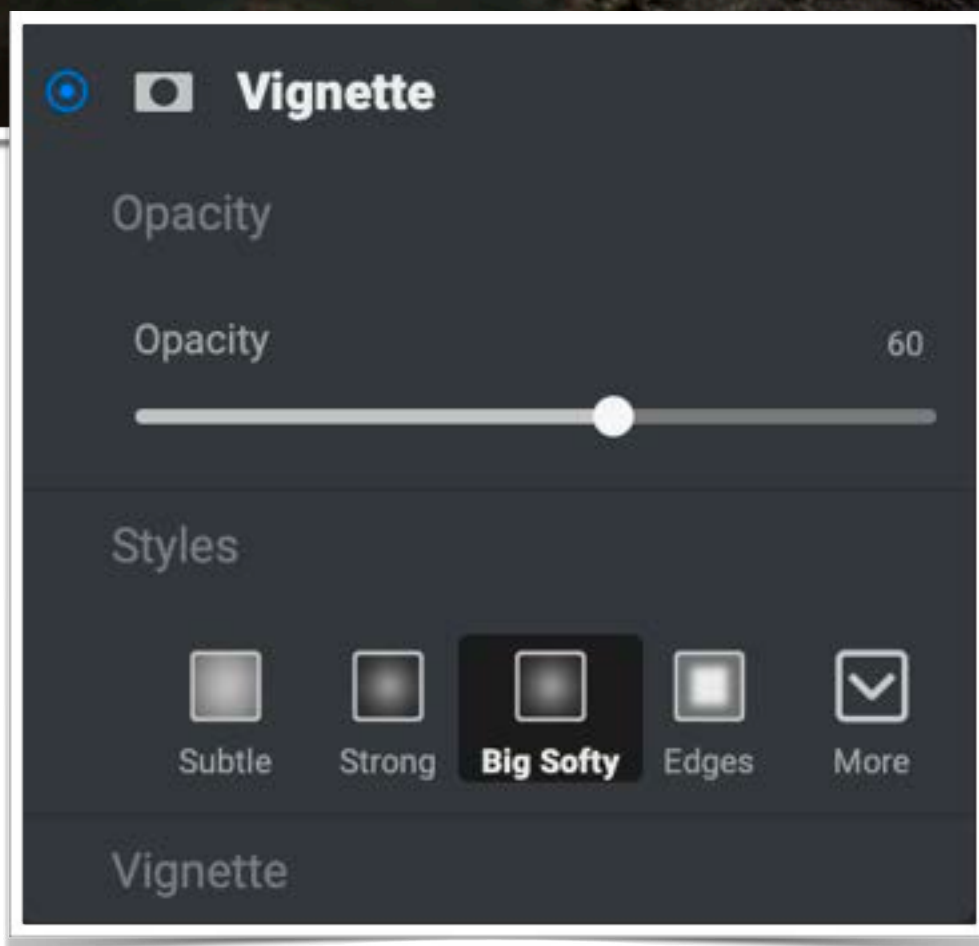 Vignette
Opacity
Opacity 60
Styles
Subtle Strong Big Softy Edges More
Vignette